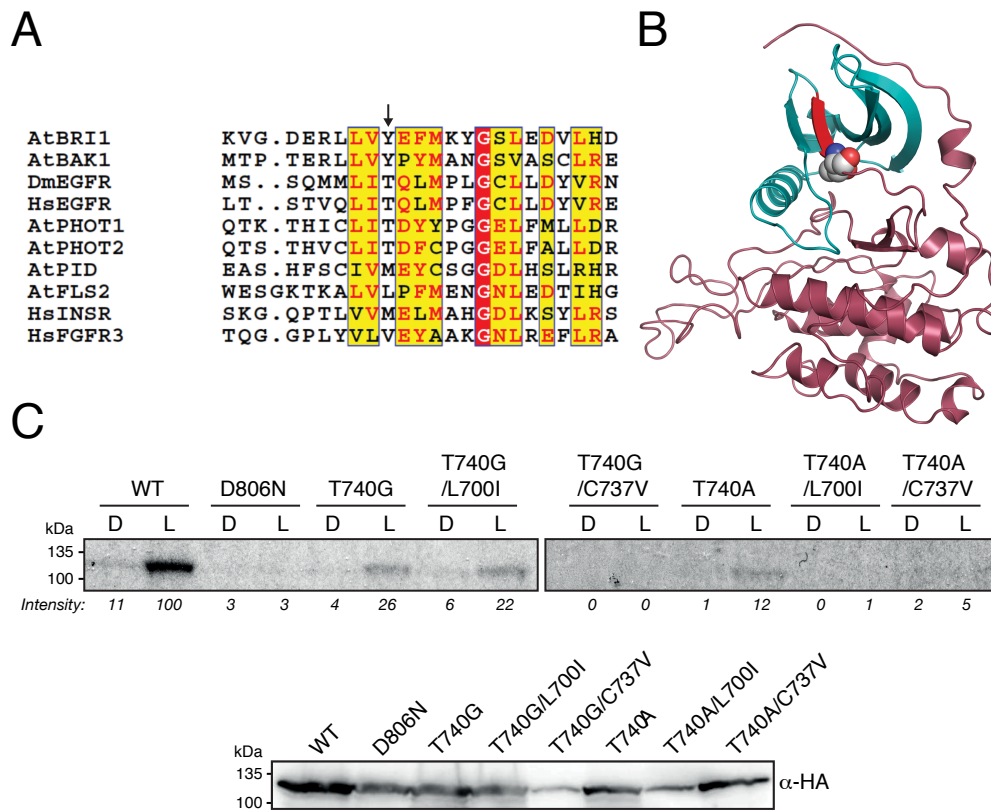 A
B
AtBRI1 KVG.DERLLVYEFMKYGSLEDVLHD
AtBAK1 MTP.TERLLVYPYMANGSVASCLRE
DmEGFR MS..SQMMLITQLMPLGCLLDYVRN
HsEGFR LT..STVQLITQLMPFGCLLDYVRE
AtPHOT1 QTK.THICLITDYYPGGELFMLLDR
AtPHOT2 QTS.THVCLITDFCPGGELFALLDR
AtPID EAS.HFSCIVMEYCSGGDLHSLRHR
AtFLS2 WESGKTKALVLPFMENGNLEDTIHG
HsINSR SKG.QPTLVVMELMAHGDLKSYLRS
HsFGFR3 TQG.GPLYVLVEYAAKGNLREFLRA
C
WT D806N T740G T740G/L700I T740G/C737V T740A T740A/L700I T740A/C737V
D L D L D L D L D L D L D L D L
kDa
135
100
Intensity: 11 100 3 3 4 26 6 22 0 0 1 12 0 1 2 5
WT D806N T740G T740G/L700I T740G/C737V T740A T740A/L700I T740A/C737V
kDa
135
100
α-HA